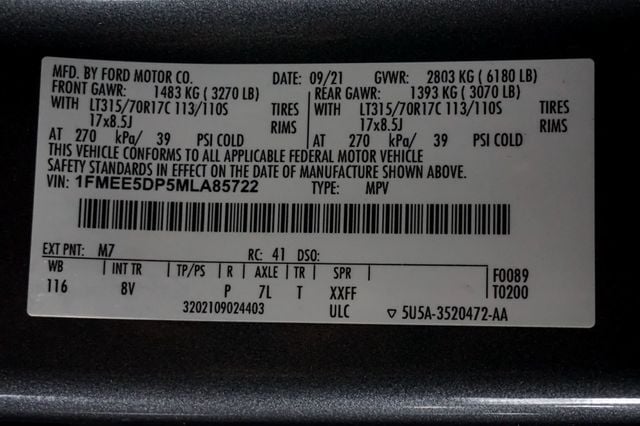 MFD. BY FORD MOTOR CO. DATE: 09/21 GVWR: 2803 KG ( 6180 LB)
FRONT GAWR: 1483 KG ( 3270 LB) REAR GAWR: 1393 KG ( 3070 LB)
WITH LT315/70R17C 113/110S TIRES WITH LT315/70R17C 113/110S TIRES
17x8.5J RIMS 17x8.5J RIMS
AT 270 kPa/ 39 PSI COLD AT 270 kPa/ 39 PSI COLD
THIS VEHICLE CONFORMS TO ALL APPLICABLE FEDERAL MOTOR VEHICLE
SAFETY STANDARDS IN EFFECT ON THE DATE OF MANUFACTURE SHOWN ABOVE.
VIN: 1FMEE5DP5MLA85722 TYPE: MPV
EXT PNT: M7 RC: 41 DSO:
WB INT TR TP/PS R AXLE TR SPR F0089
116 8V P 7L T XXFF T0200
3202109024403 ULC ▽ 5U5A-3520472-AA